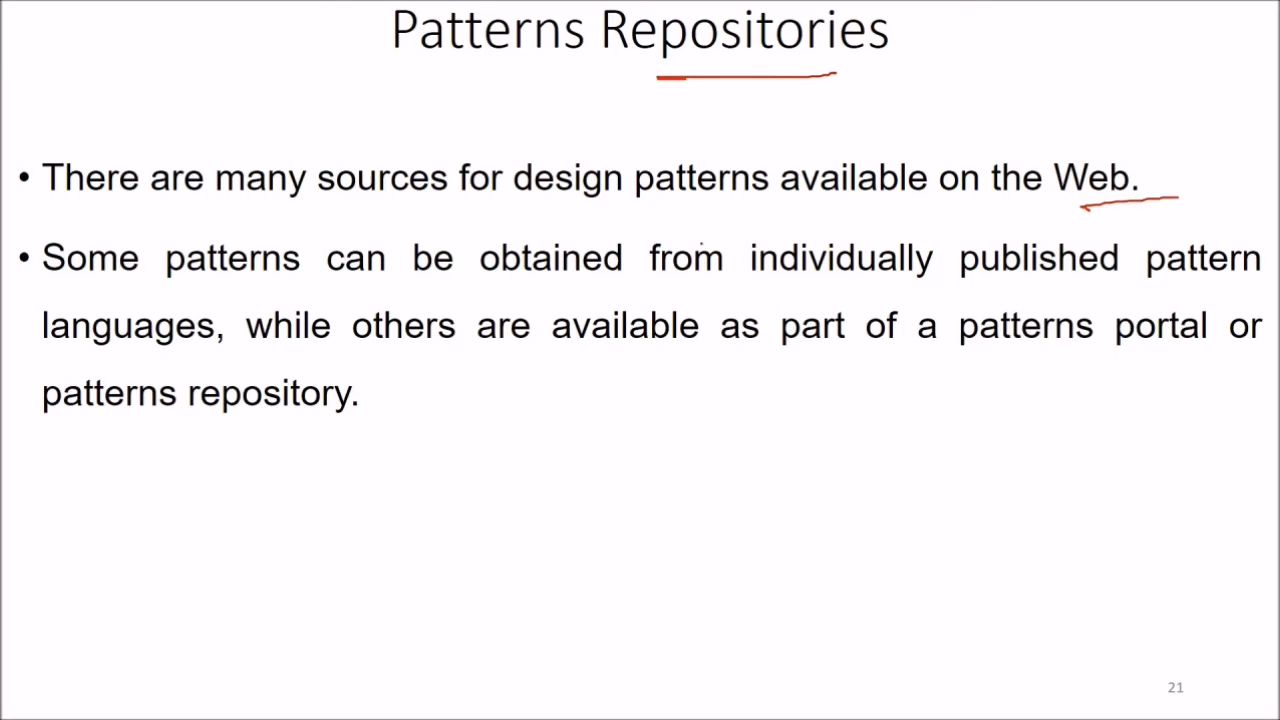 Patterns Repositories
• There are many sources for design patterns available on the Web.
• Some patterns can be obtained from individually published pattern
languages, while others are available as part of a patterns portal or
patterns repository.
21